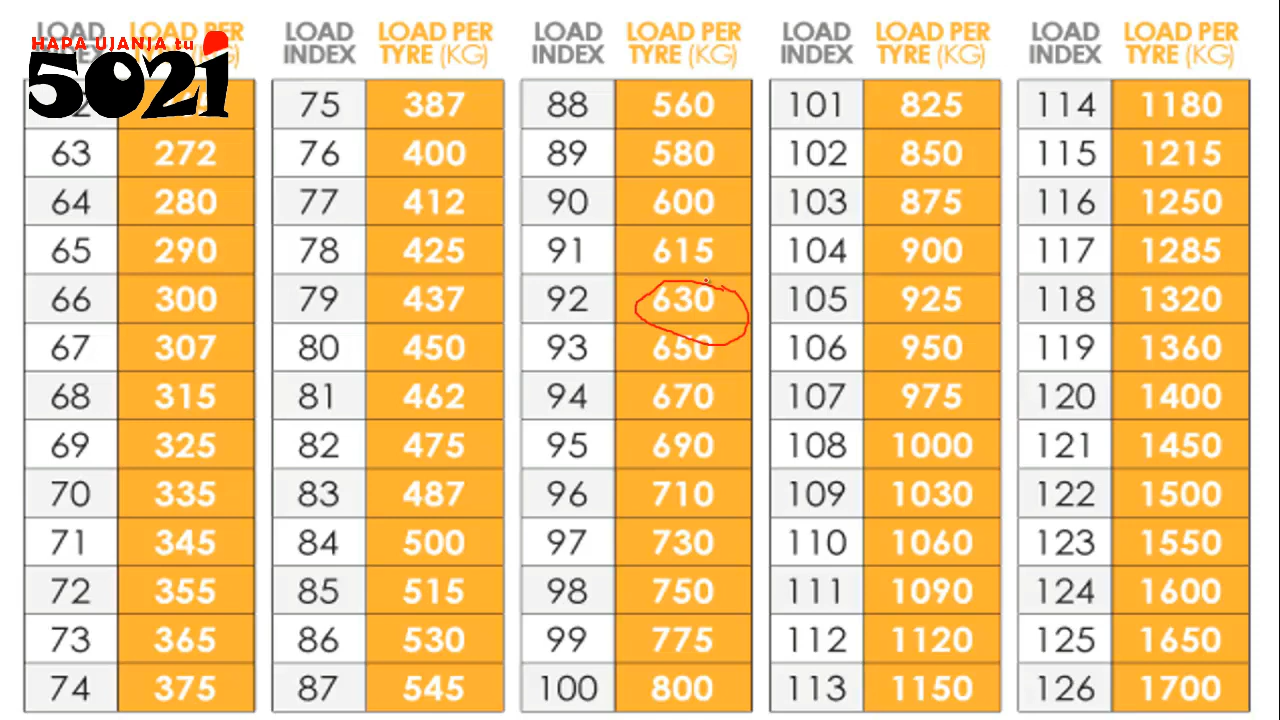 LOAD INDEX LOAD PER TYRE (KG) LOAD INDEX LOAD PER TYRE (KG) LOAD INDEX LOAD PER TYRE (KG) LOAD INDEX LOAD PER TYRE (KG)
HAPA UJANJA tu
5021
75 387 88 560 101 825 114 1180
63 272 76 400 89 580 102 850 115 1215
64 280 77 412 90 600 103 875 116 1250
65 290 78 425 91 615 104 900 117 1285
66 300 79 437 92 630 105 925 118 1320
67 307 80 450 93 650 106 950 119 1360
68 315 81 462 94 670 107 975 120 1400
69 325 82 475 95 690 108 1000 121 1450
70 335 83 487 96 710 109 1030 122 1500
71 345 84 500 97 730 110 1060 123 1550
72 355 85 515 98 750 111 1090 124 1600
73 365 86 530 99 775 112 1120 125 1650
74 375 87 545 100 800 113 1150 126 1700